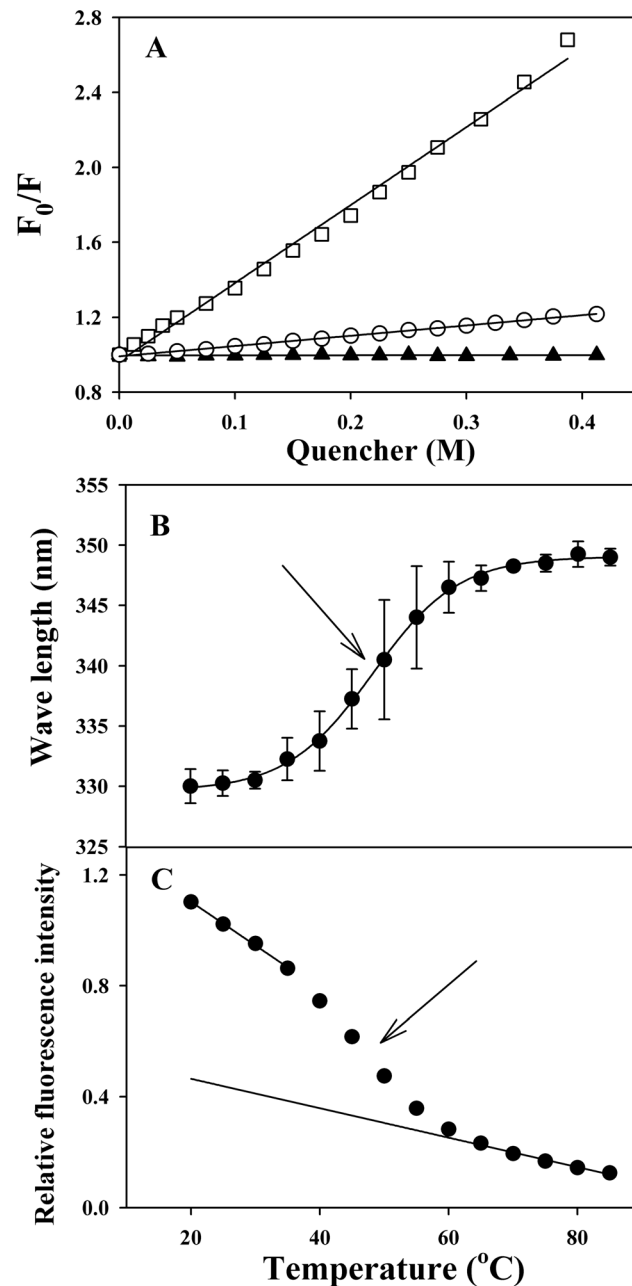 A
2.8
2.4
2.0
1.6
1.2
0.8
F0/F
0.0 0.1 0.2 0.3 0.4
Quencher (M)
B
355
350
345
340
335
330
325
Wave length (nm)
C
1.2
0.8
0.4
0.0
Relative fluorescence intensity
20 40 60 80
Temperature (°C)